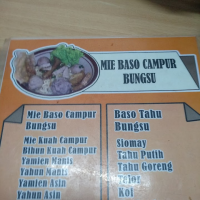 MIE BASO CAMPUR
BUNGSU
Mie Baso Campur
Bungsu
Mie Kuah Campur
Bihun Kuah Campur
Yamien Manis
Yahun Manis
Yamien Asin
Yahun Asin
Baso Tahu
Bungsu
Siomay
Tahu Putih
Tahu Goreng
Telor
Kol